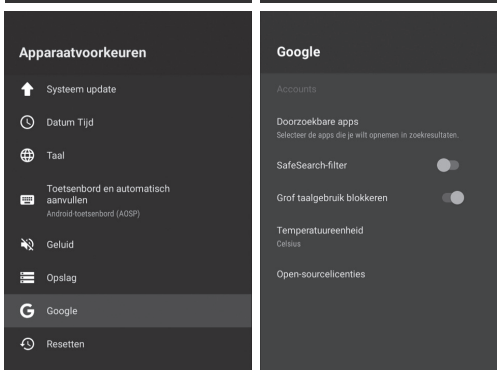 Apparaatvoorkeuren
Systeem update
Datum Tijd
Taal
Toetsenbord en automatisch
aanvullen
Android-toetsenbord (AOSP)
Geluid
Opslag
Google
Resetten
Google
Accounts
Doorzoekbare apps
Selecteer de apps die je wilt opnemen in zoekresultaten.
SafeSearch-filter
Grof taalgebruik blokkeren
Temperatuureenheid
Celsius
Open-sourcelicenties